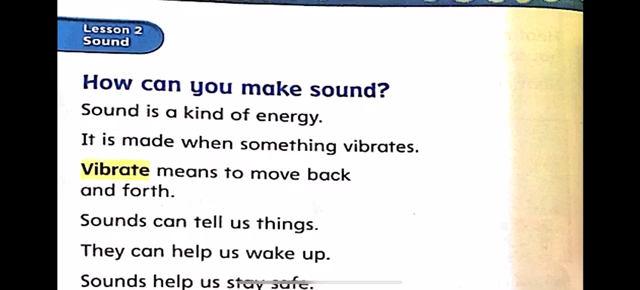 Lesson 2
Sound
How can you make sound?
Sound is a kind of energy.
It is made when something vibrates.
Vibrate means to move back
and forth.
Sounds can tell us things.
They can help us wake up.
Sounds help us stay safe.